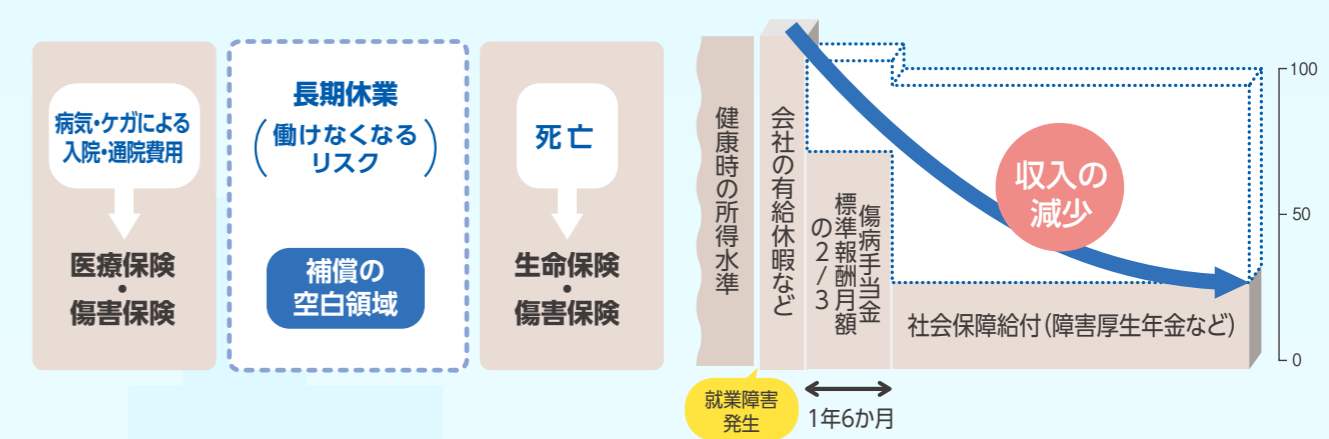 病気・ケガによる
入院・通院費用
医療保険
・
傷害保険
長期休業
(働けなくなる
リスク)
補償の
空白領域
死亡
生命保険
・
傷害保険
健康時の所得水準
会社の有給休暇など
傷病手当金
標準報酬月額
の2/3
収入の
減少
社会保障給付(障害厚生年金など)
100
50
0
就業障害
発生
1年6か月